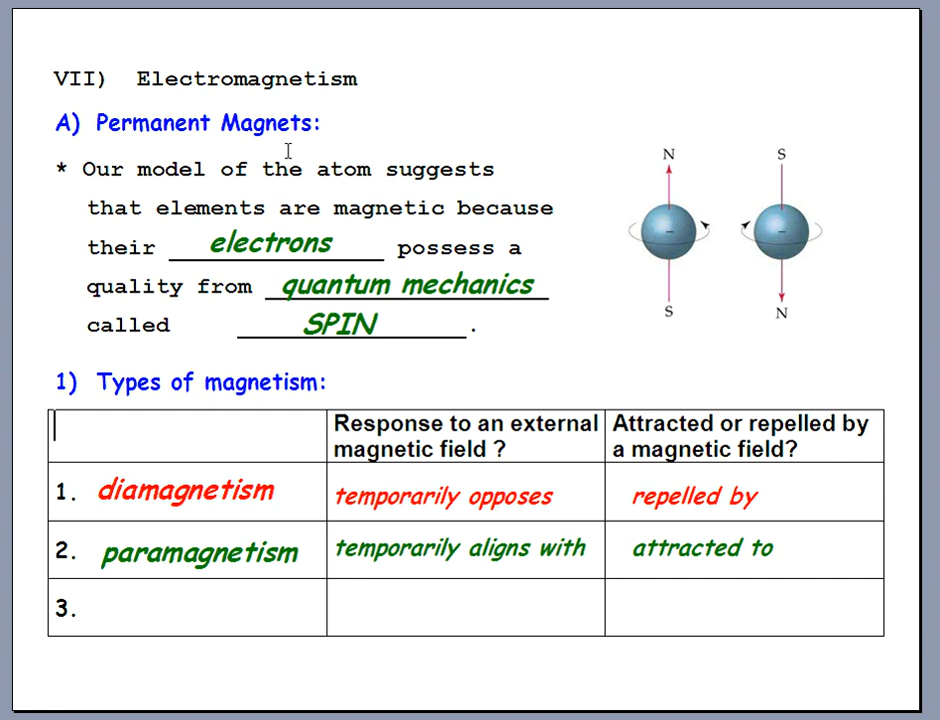 VII) Electromagnetism
A) Permanent Magnets:
* Our model of the atom suggests
that elements are magnetic because
their electrons possess a
quality from quantum mechanics
called SPIN .
N S
S N
1) Types of magnetism:
Response to an external magnetic field ? Attracted or repelled by a magnetic field?
1. diamagnetism temporarily opposes repelled by
2. paramagnetism temporarily aligns with attracted to
3.